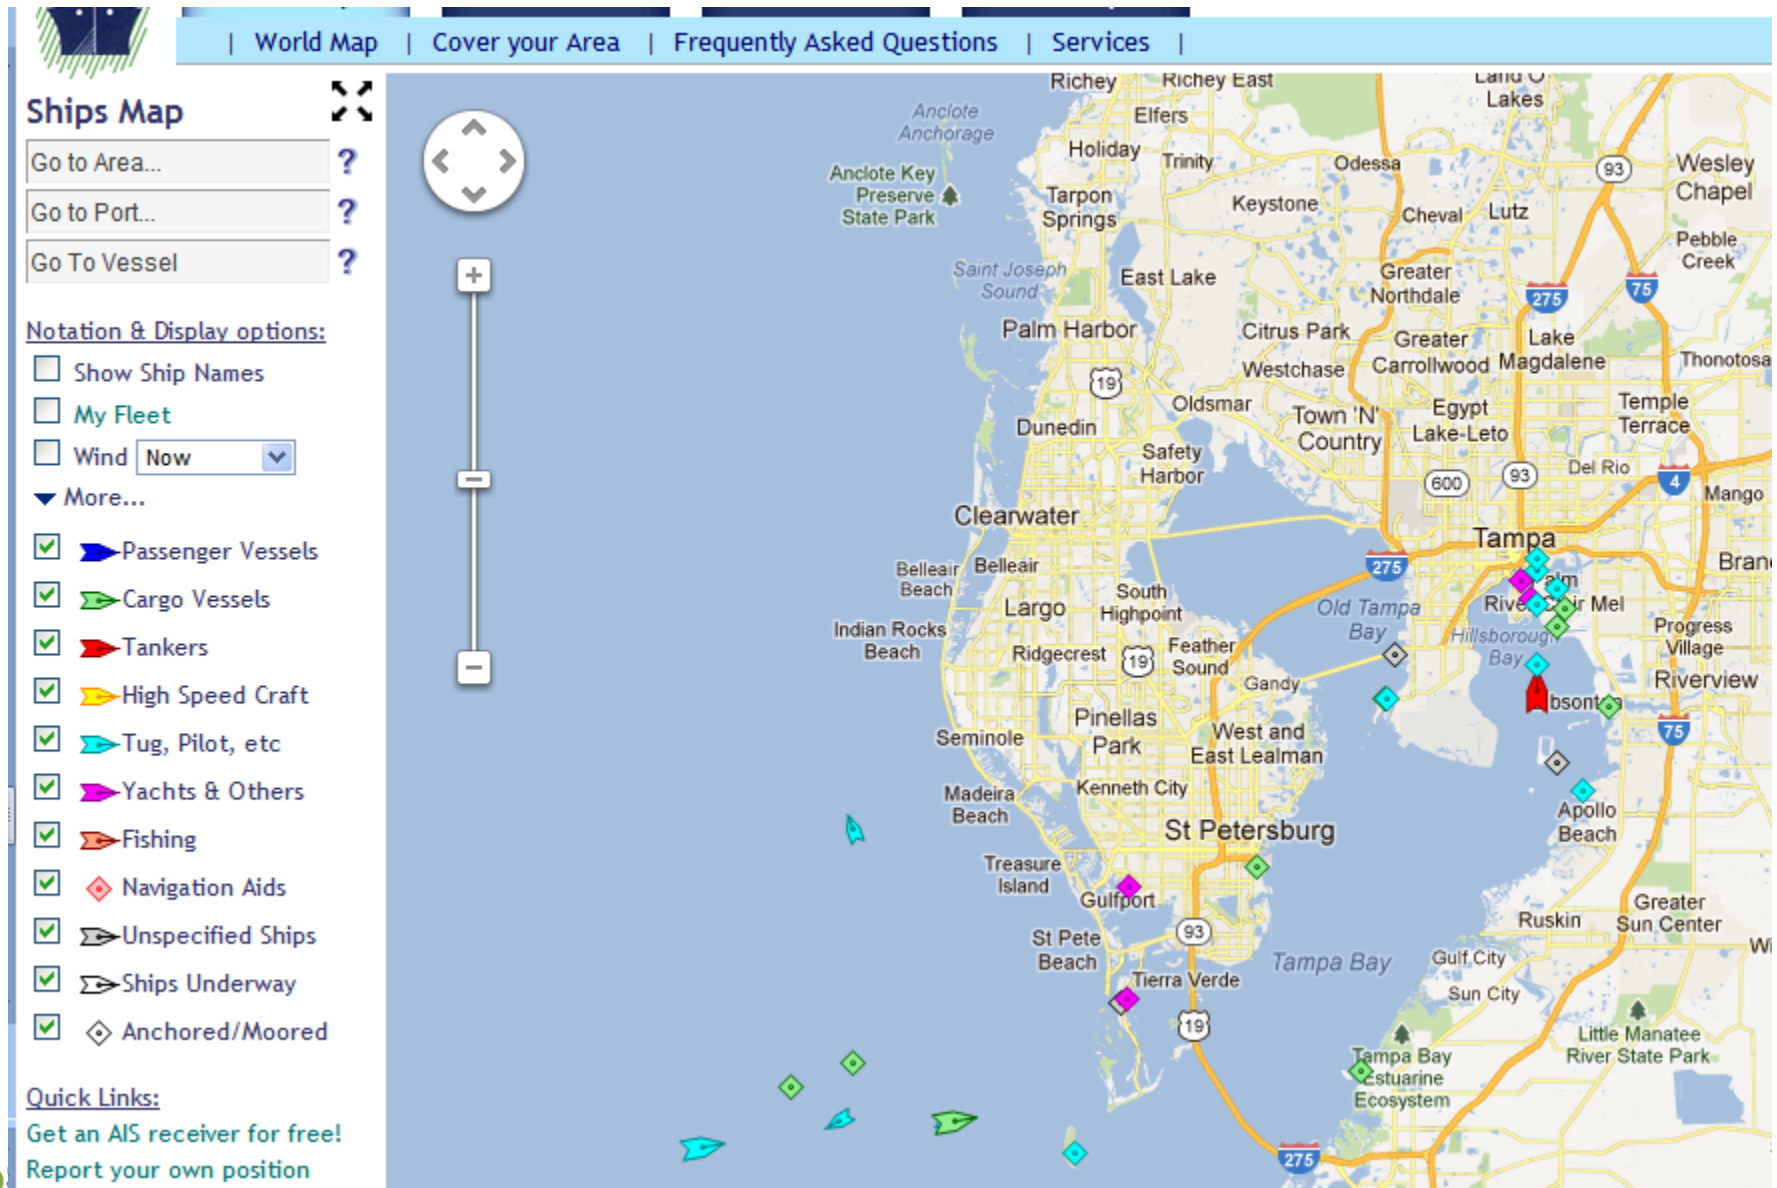 | World Map | Cover your Area | Frequently Asked Questions | Services |
Ships Map
Go to Area... ?
Go to Port... ?
Go To Vessel ?
Notation & Display options:
Show Ship Names
My Fleet
Wind Now
More...
Passenger Vessels
Cargo Vessels
Tankers
High Speed Craft
Tug, Pilot, etc
Yachts & Others
Fishing
Navigation Aids
Unspecified Ships
Ships Underway
Anchored/Moored
Quick Links:
Get an AIS receiver for free!
Report your own position
Richey
Richey East
Land O
Lakes
Anclote
Anchorage
Elfers
Holiday
Trinity
Odessa
93
Wesley
Chapel
Anclote Key
Preserve
State Park
Tarpon
Springs
Keystone
Cheval
Lutz
Pebble
Creek
Saint Joseph
Sound
East Lake
Greater
Northdale
275
75
Palm Harbor
Citrus Park
Greater
Carrollwood
Lake
Magdalene
Thonotosa
Westchase
19
Oldsmar
Town 'N'
Country
Egypt
Lake-Leto
Temple
Terrace
Dunedin
Safety
Harbor
600
93
Del Rio
4
Mango
Clearwater
Tampa
275
Belleair
Beach
Belleair
Bran
alm
River
ir Mel
Largo
South
Highpoint
Old Tampa
Bay
Hillsborough
Bay
Progress
Village
Indian Rocks
Beach
Ridgecrest
19
Feather
Sound
Gandy
Riverview
bsont
Pinellas
Park
West and
East Lealman
75
Seminole
Kenneth City
Madeira
Beach
Apollo
Beach
St Petersburg
Treasure
Island
Gulfport
93
Ruskin
Greater
Sun Center
St Pete
Beach
Tampa Bay
Gulf City
Wi
Tierra Verde
Sun City
19
Little Manatee
River State Park
Tampa Bay
Estuarine
Ecosystem
275